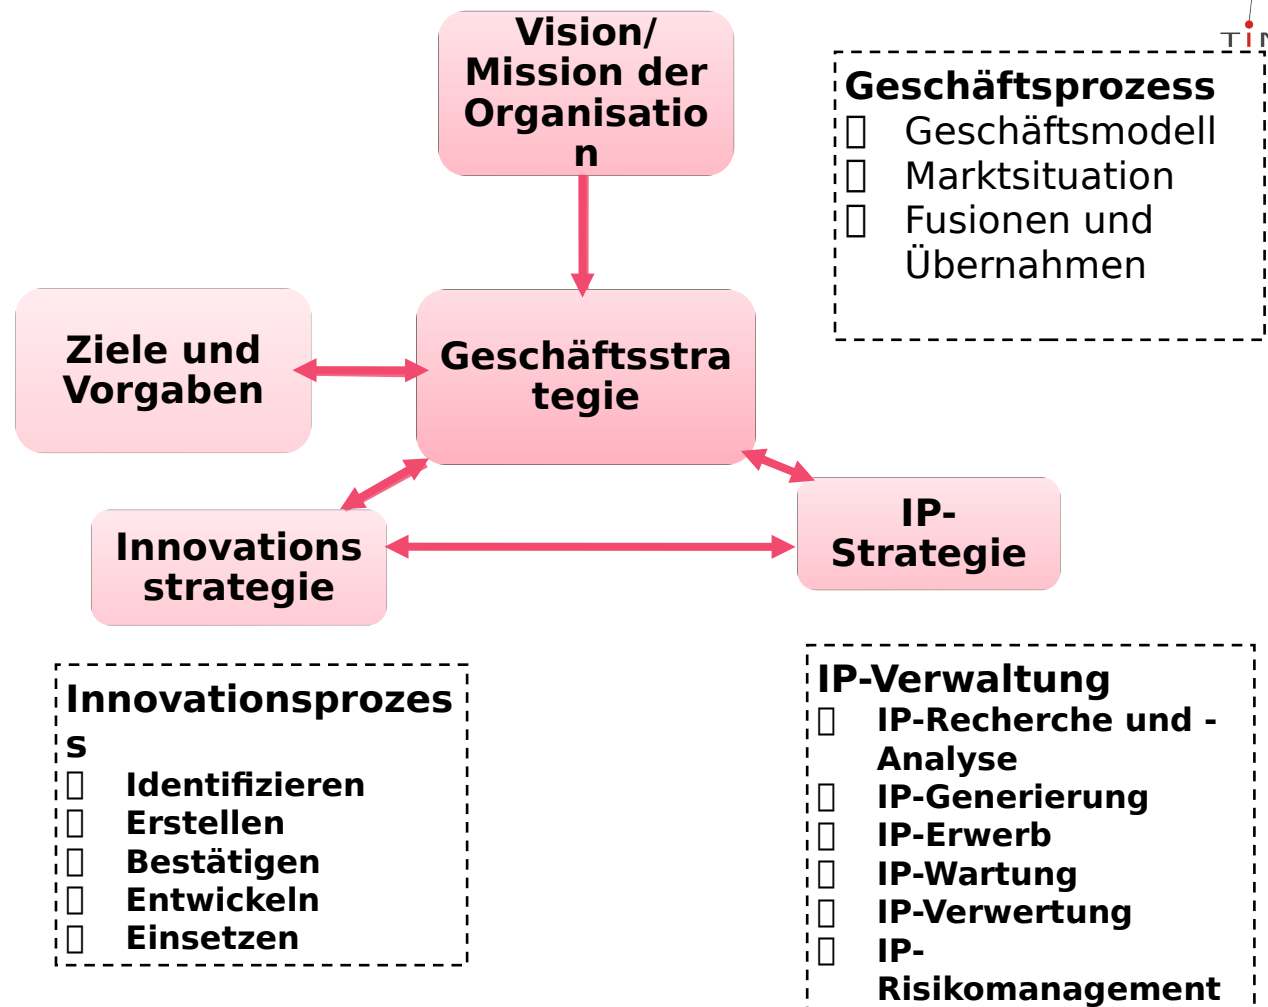 Vision/
Mission der
Organisatio
n
Geschäftsprozess
Geschäftsmodell
Marktsituation
Fusionen und
Übernahmen
Ziele und
Vorgaben
Geschäftsstra
tegie
Innovations
strategie
IP-
Strategie
Innovationsprozes
s
Identifizieren
Erstellen
Bestätigen
Entwickeln
Einsetzen
IP-Verwaltung
IP-Recherche und -
Analyse
IP-Generierung
IP-Erwerb
IP-Wartung
IP-Verwertung
IP-
Risikomanagement